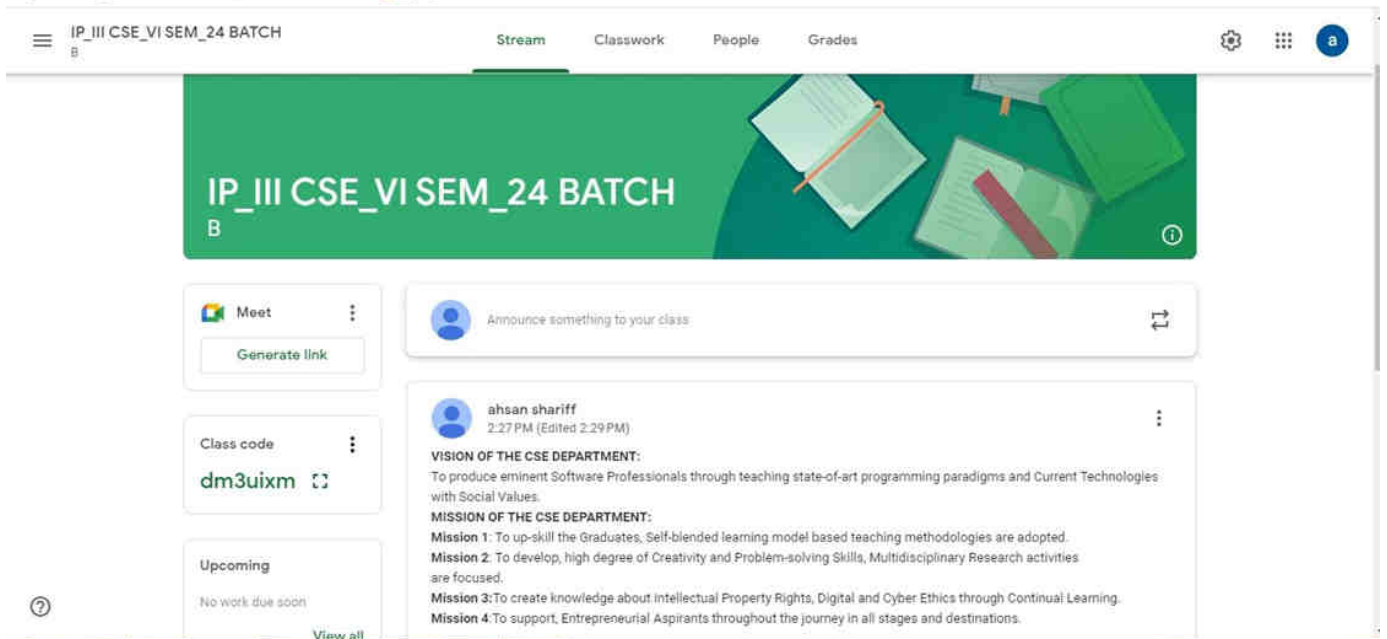 IP_III CSE_VI SEM_24 BATCH
B
Stream Classwork People Grades
a
IP_III CSE_VI SEM_24 BATCH
B
Meet
Generate link
Announce something to your class
Class code
dm3uixm
Upcoming
No work due soon
View all
ahsan shariff
2:27 PM (Edited 2:29 PM)
VISION OF THE CSE DEPARTMENT:
To produce eminent Software Professionals through teaching state-of-art programming paradigms and Current Technologies
with Social Values.
MISSION OF THE CSE DEPARTMENT:
Mission 1: To up-skill the Graduates, Self-blended learning model based teaching methodologies are adopted.
Mission 2: To develop, high degree of Creativity and Problem-solving Skills, Multidisciplinary Research activities
are focused.
Mission 3:To create knowledge about Intellectual Property Rights, Digital and Cyber Ethics through Continual Learning.
Mission 4:To support, Entrepreneurial Aspirants throughout the journey in all stages and destinations.